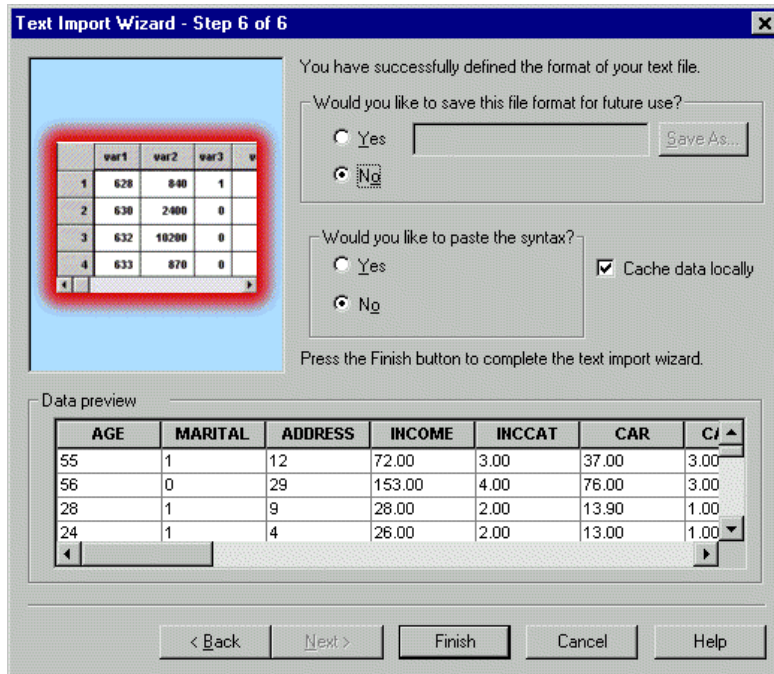 Text Import Wizard - Step 6 of 6
You have successfully defined the format of your text file.
Would you like to save this file format for future use?
Yes
Save As...
No
var1 var2 var3 v
1 628 840 1
2 630 2400 0
3 632 10200 0
4 633 870 0
Would you like to paste the syntax?
Yes
Cache data locally
No
Press the Finish button to complete the text import wizard.
Data preview
AGE MARITAL ADDRESS INCOME INCCAT CAR CA
55 1 12 72.00 3.00 37.00 3.00
56 0 29 153.00 4.00 76.00 3.00
28 1 9 28.00 2.00 13.90 1.00
24 1 4 26.00 2.00 13.00 1.00
< Back Next > Finish Cancel Help